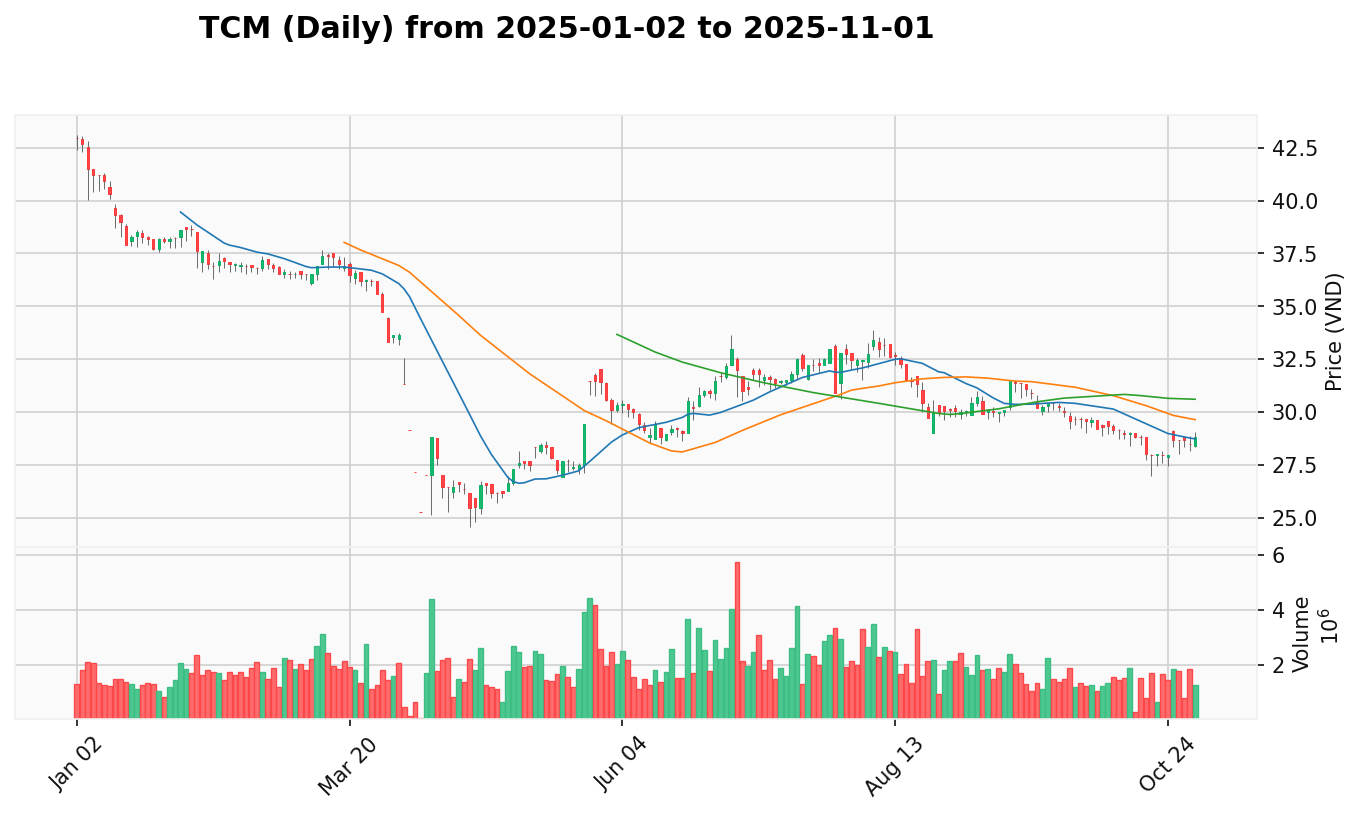 TCM (Daily) from 2025-01-02 to 2025-11-01
42.5
40.0
37.5
35.0
32.5
30.0
27.5
25.0
Price (VND)
6
4
2
Volume
10⁶
Jan 02
Mar 20
Jun 04
Aug 13
Oct 24